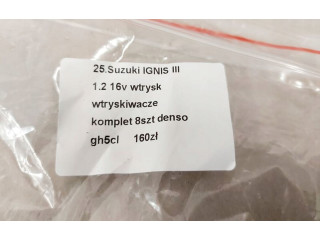 25.Suzuki IGNIS III
1.2 16v wtrysk
wtryskiwacze
komplet 8szt denso
gh5cl 160zł